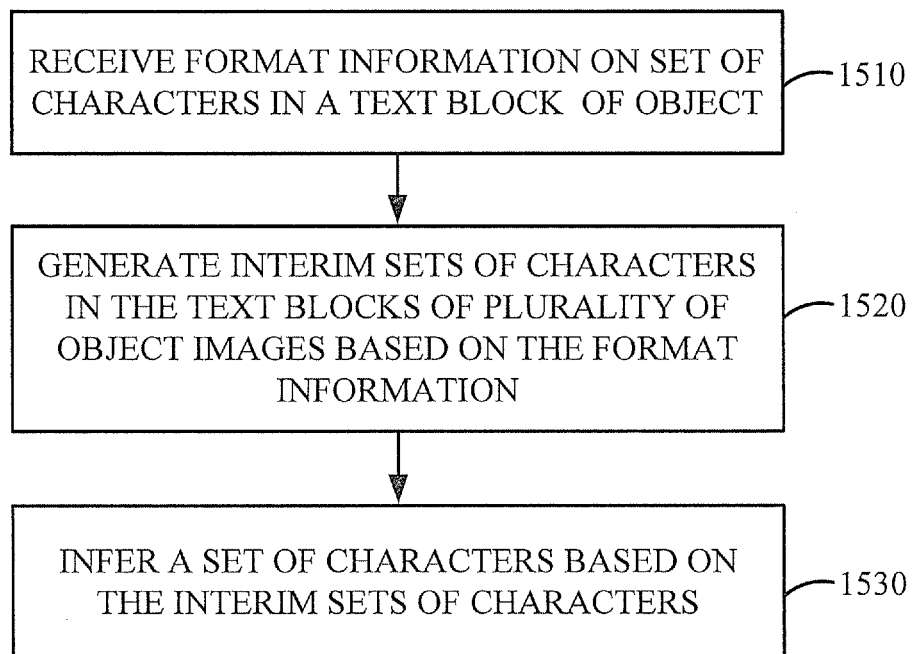 RECEIVE FORMAT INFORMATION ON SET OF
CHARACTERS IN A TEXT BLOCK OF OBJECT
1510
GENERATE INTERIM SETS OF CHARACTERS
IN THE TEXT BLOCKS OF PLURALITY OF
OBJECT IMAGES BASED ON THE FORMAT
INFORMATION
1520
INFER A SET OF CHARACTERS BASED ON
THE INTERIM SETS OF CHARACTERS
1530